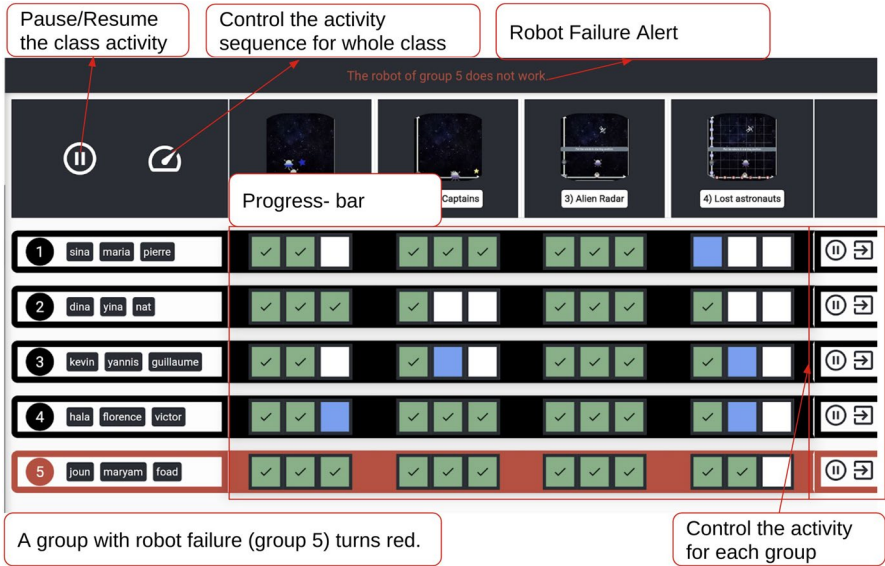 Pause/Resume
the class activity
Control the activity
sequence for whole class
Robot Failure Alert
The robot of group 5 does not work
Progress- bar
Captains
3) Alien Radar
4) Lost astronauts
1 sina maria pierre
2 dina yina nat
3 kevin yannis guillaume
4 hala florence victor
5 joun maryam foad
A group with robot failure (group 5) turns red.
Control the activity
for each group